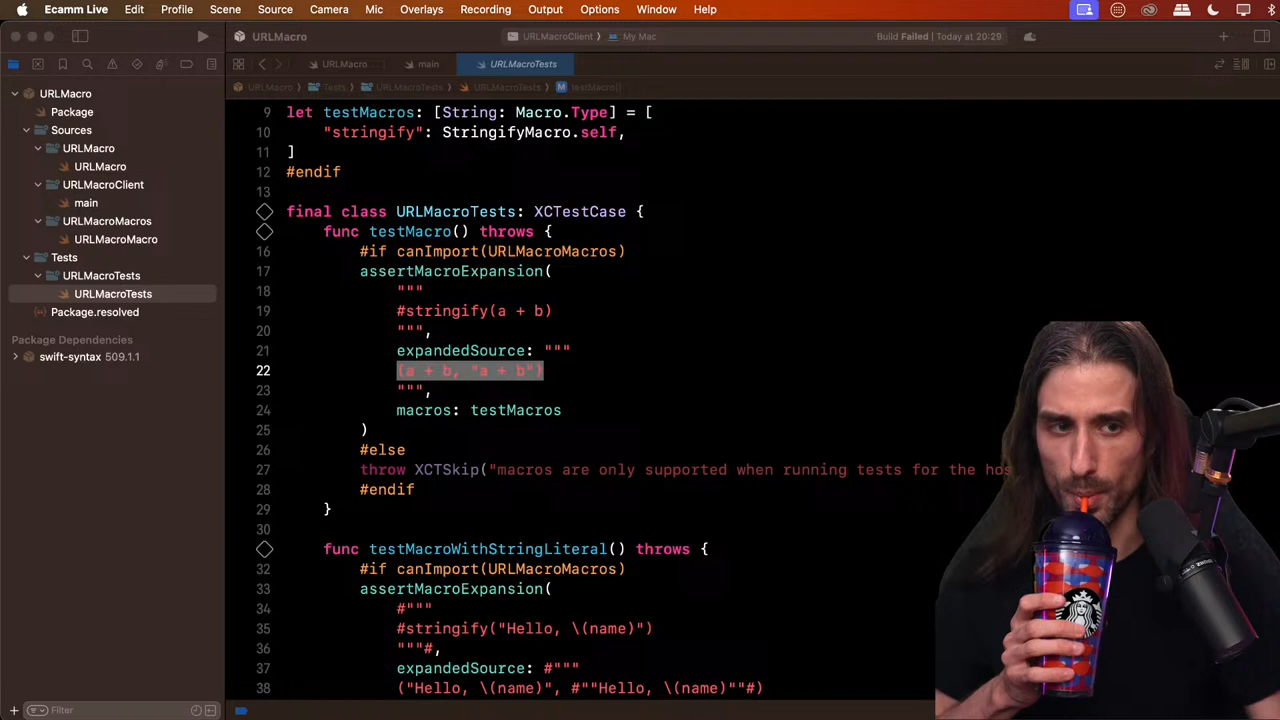 Ecamm Live Edit Profile Scene Source Camera Mic Overlays Recording Output Options Window Help
URLMacro
URLMacroClient My Mac
Build Failed | Today at 20:29
URLMacro main URLMacroTests
URLMacro Tests URLMacroTests URLMacroTests M testMacro()
URLMacro
Package
Sources
URLMacro
URLMacro
URLMacroClient
main
URLMacroMacros
URLMacroMacro
Tests
URLMacroTests
URLMacroTests
Package.resolved
Package Dependencies
swift-syntax 509.1.1
Filter
9 let testMacros: [String: Macro.Type] = [
10 "stringify": StringifyMacro.self,
11 ]
12 #endif
13
final class URLMacroTests: XCTestCase {
func testMacro() throws {
16 #if canImport(URLMacroMacros)
17 assertMacroExpansion(
18 """
19 #stringify(a + b)
20 """,
21 expandedSource: """
22 (a + b, "a + b")
23 """,
24 macros: testMacros
25 )
26 #else
27 throw XCTSkip("macros are only supported when running tests for the hos
28 #endif
29 }
30
func testMacroWithStringLiteral() throws {
32 #if canImport(URLMacroMacros)
33 assertMacroExpansion(
34 #"""
35 #stringify("Hello, \(name)")
36 """#,
37 expandedSource: #"""
38 ("Hello, \(name)", #""Hello, \(name)""#)